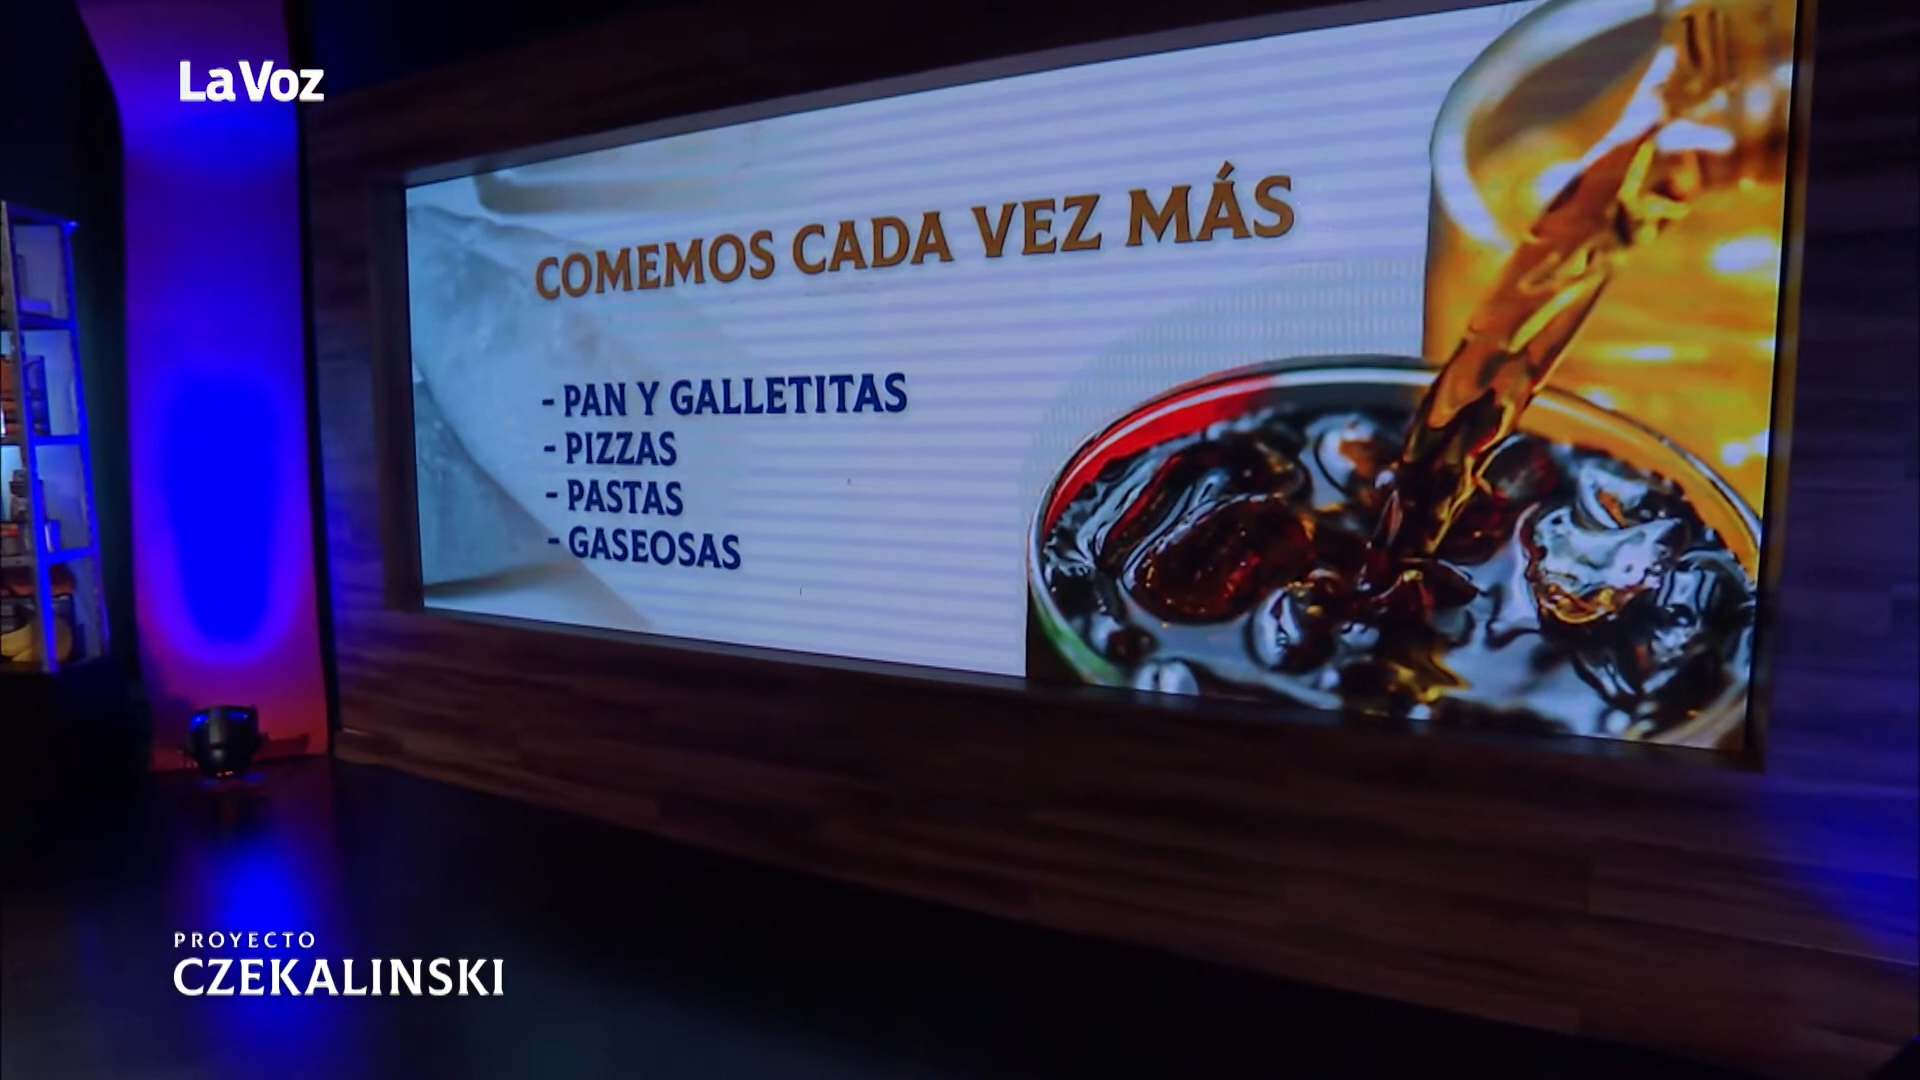 La Voz
COMEMOS CADA VEZ MÁS
- PAN Y GALLETITAS
- PIZZAS
- PASTAS
- GASEOSAS
PROYECTO
CZEKALINSKI